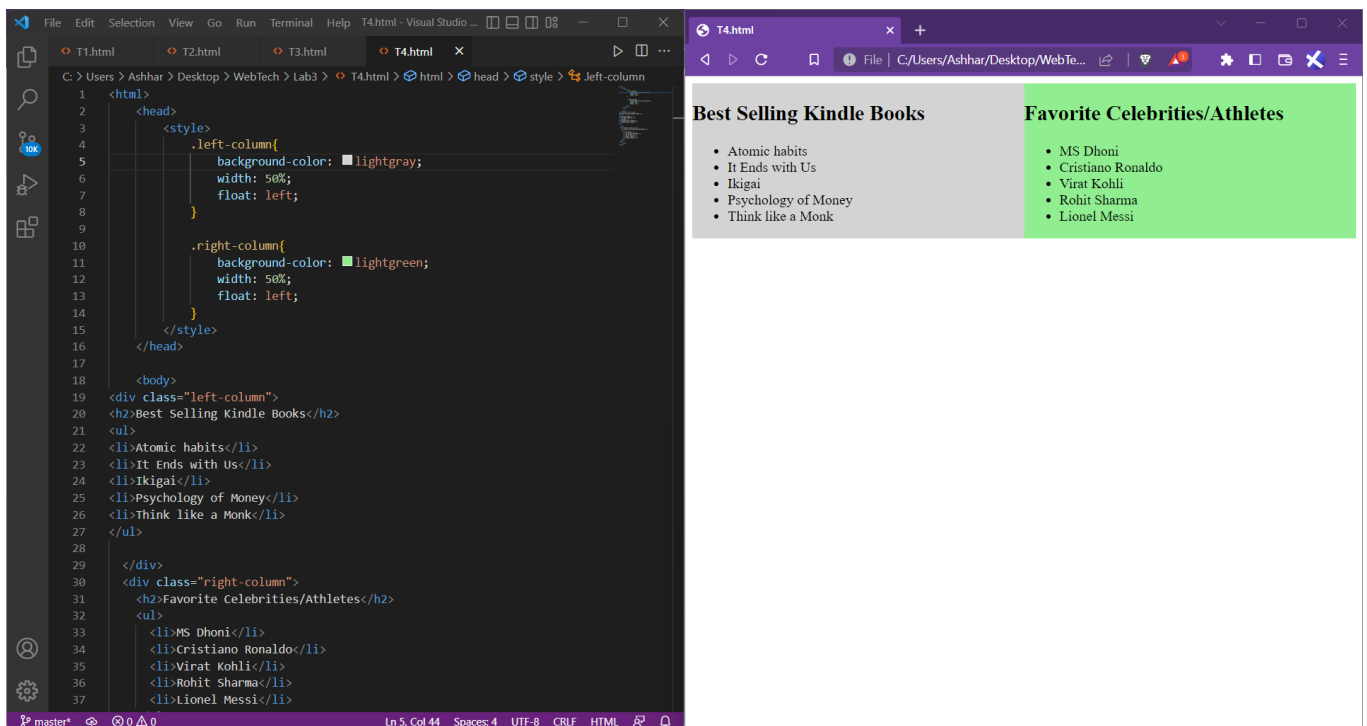 File Edit Selection View Go Run Terminal Help T4.html - Visual Studio ...
T1.html T2.html T3.html T4.html
C: > Users > Ashhar > Desktop > WebTech > Lab3 > T4.html > html > head > style > .left-column
10K
1 <html>
2 <head>
3 <style>
4 .left-column{
5 background-color: lightgray;
6 width: 50%;
7 float: left;
8 }
9
10 .right-column{
11 background-color: lightgreen;
12 width: 50%;
13 float: left;
14 }
15 </style>
16 </head>
17
18 <body>
19 <div class="left-column">
20 <h2>Best Selling Kindle Books</h2>
21 <ul>
22 <li>Atomic habits</li>
23 <li>It Ends with Us</li>
24 <li>Ikigai</li>
25 <li>Psychology of Money</li>
26 <li>Think like a Monk</li>
27 </ul>
28
29 </div>
30 <div class="right-column">
31 <h2>Favorite Celebrities/Athletes</h2>
32 <ul>
33 <li>MS Dhoni</li>
34 <li>Cristiano Ronaldo</li>
35 <li>Virat Kohli</li>
36 <li>Rohit Sharma</li>
37 <li>Lionel Messi</li>
master* 0 0 Ln 5, Col 44 Spaces: 4 UTF-8 CRLF HTML
T4.html
File | C:/Users/Ashhar/Desktop/WebTe... 1
Best Selling Kindle Books
• Atomic habits
• It Ends with Us
• Ikigai
• Psychology of Money
• Think like a Monk
Favorite Celebrities/Athletes
• MS Dhoni
• Cristiano Ronaldo
• Virat Kohli
• Rohit Sharma
• Lionel Messi